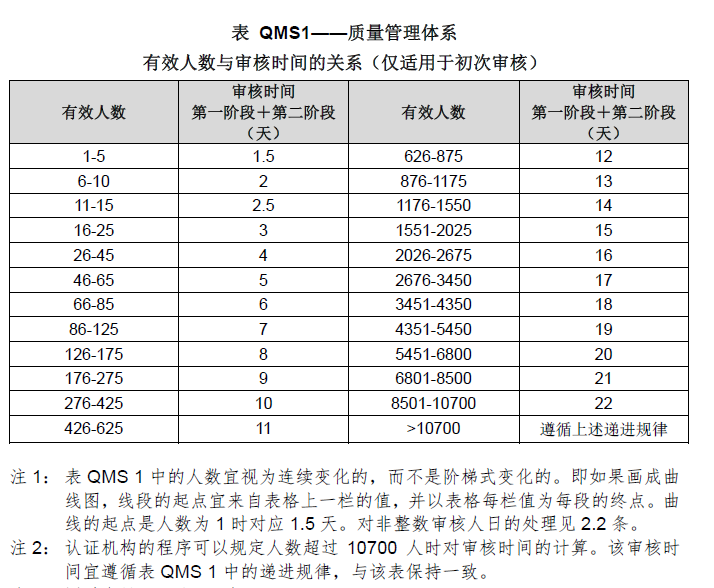 表 QMS1——质量管理体系
有效人数与审核时间的关系（仅适用于初次审核）
有效人数 审核时间 第一阶段＋第二阶段 （天） 有效人数 审核时间 第一阶段＋第二阶段 （天）
1-5 1.5 626-875 12
6-10 2 876-1175 13
11-15 2.5 1176-1550 14
16-25 3 1551-2025 15
26-45 4 2026-2675 16
46-65 5 2676-3450 17
66-85 6 3451-4350 18
86-125 7 4351-5450 19
126-175 8 5451-6800 20
176-275 9 6801-8500 21
276-425 10 8501-10700 22
426-625 11 >10700 遵循上述递进规律
注 1： 表 QMS 1 中的人数宜视为连续变化的，而不是阶梯式变化的。即如果画成曲
线图，线段的起点宜来自表格上一栏的值，并以表格每栏值为每段的终点。曲
线的起点是人数为 1 时对应 1.5 天。对非整数审核人日的处理见 2.2 条。
注 2： 认证机构的程序可以规定人数超过 10700 人时对审核时间的计算。该审核时
间宜遵循表 QMS 1 中的递进规律，与该表保持一致。